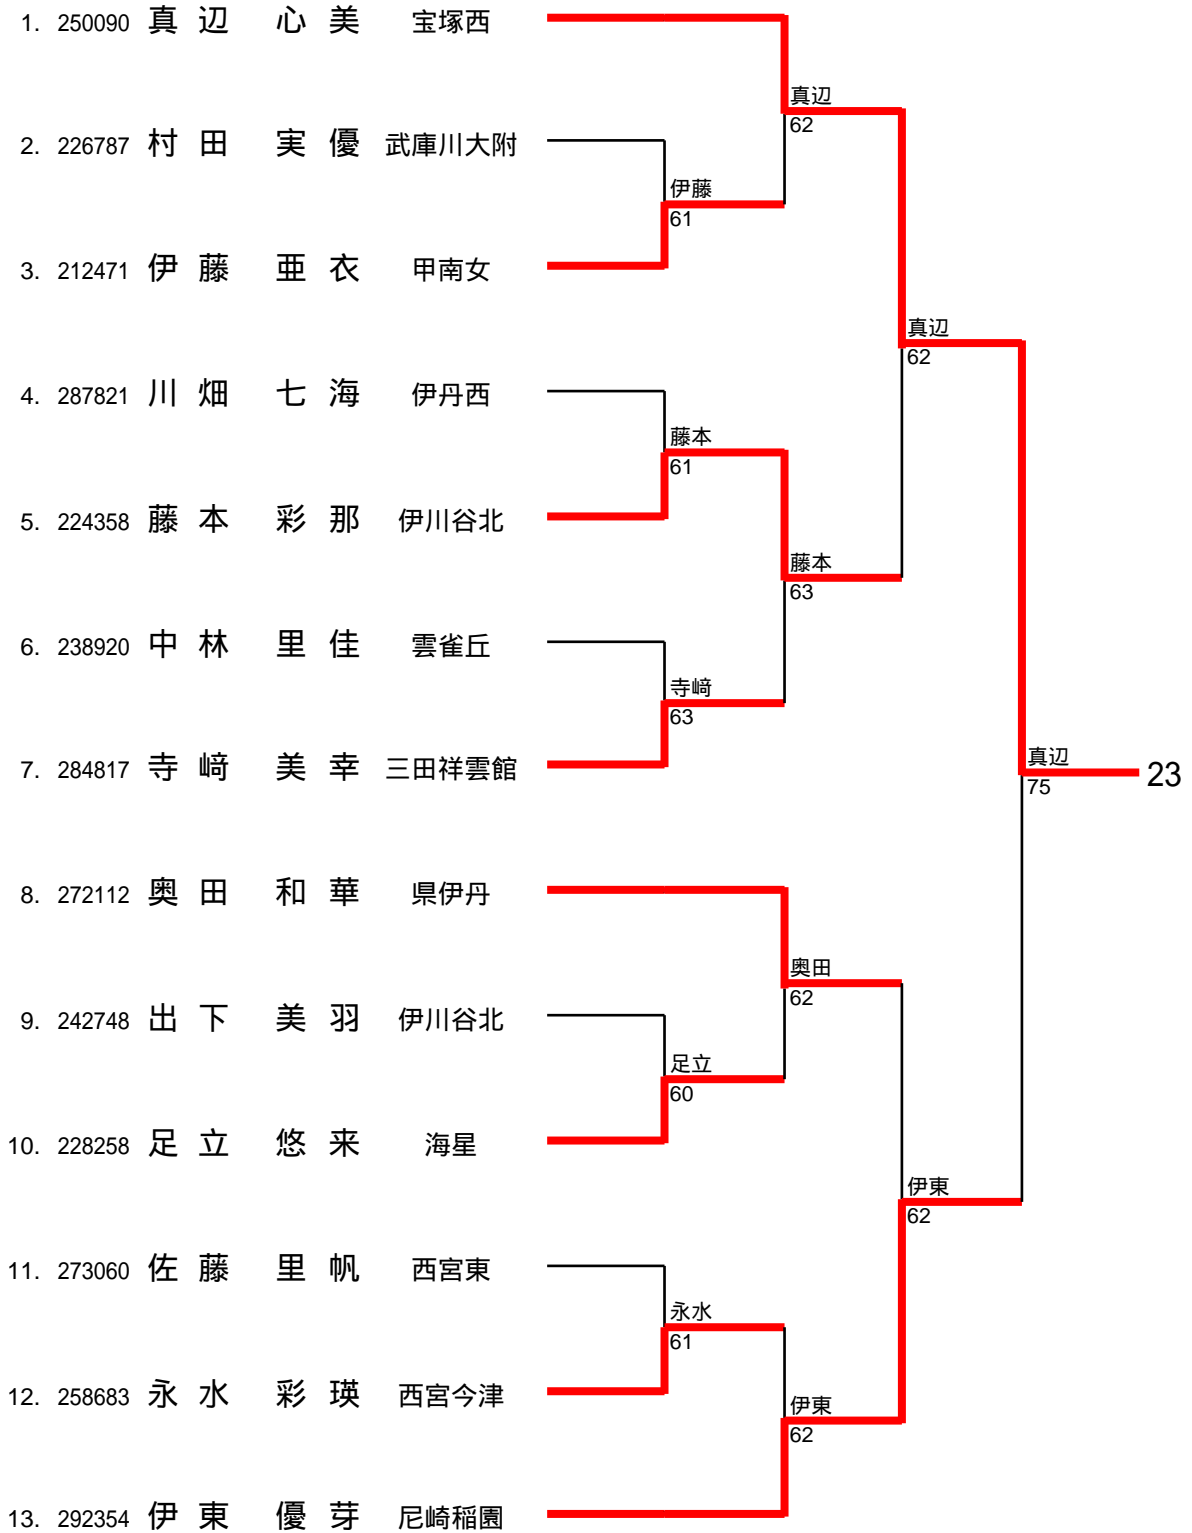 1. 250090 真辺 心美 宝塚西
真辺
62
2. 226787 村田 実優 武庫川大附
伊藤
61
3. 212471 伊藤 亜衣 甲南女
真辺
62
4. 287821 川畑 七海 伊丹西
藤本
61
5. 224358 藤本 彩那 伊川谷北
藤本
63
6. 238920 中林 里佳 雲雀丘
寺﨑
63
7. 284817 寺﨑 美幸 三田祥雲館
真辺
75
23
8. 272112 奥田 和華 県伊丹
奥田
62
9. 242748 出下 美羽 伊川谷北
足立
60
10. 228258 足立 悠来 海星
伊東
62
11. 273060 佐藤 里帆 西宮東
永水
61
12. 258683 永水 彩瑛 西宮今津
伊東
62
13. 292354 伊東 優芽 尼崎稲園